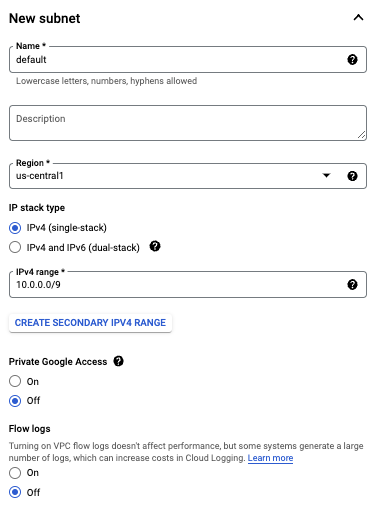 New subnet
Name *
default
Lowercase letters, numbers, hyphens allowed
Description
Region *
us-central1
IP stack type
IPv4 (single-stack)
IPv4 and IPv6 (dual-stack)
IPv4 range *
10.0.0.0/9
CREATE SECONDARY IPV4 RANGE
Private Google Access
On
Off
Flow logs
Turning on VPC flow logs doesn't affect performance, but some systems generate a large
number of logs, which can increase costs in Cloud Logging. Learn more
On
Off